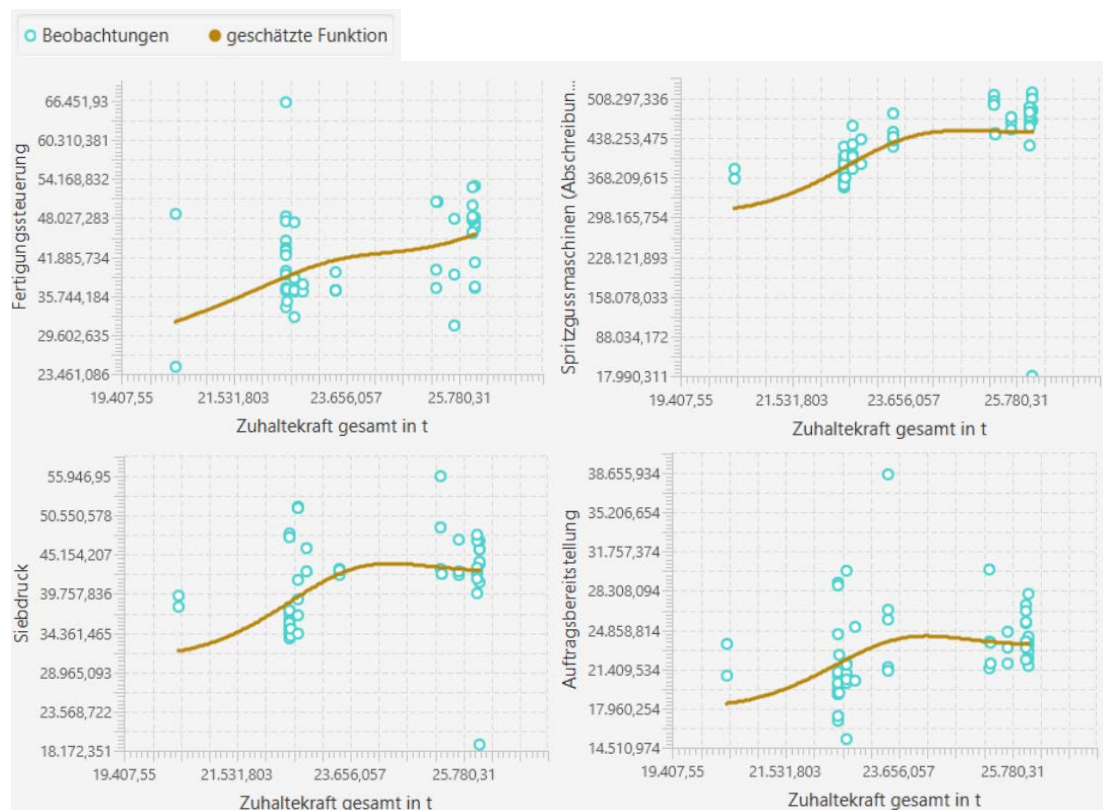 Beobachtungen geschätzte Funktion
Fertigungssteuerung
66.451,93
60.310,381
54.168,832
48.027,283
41.885,734
35.744,184
29.602,635
23.461,086
19.407,55 21.531,803 23.656,057 25.780,31
Zuhaltekraft gesamt in t
Spritzgussmaschinen (Abschreibun...
508.297,336
438.253,475
368.209,615
298.165,754
228.121,893
158.078,033
88.034,172
17.990,311
19.407,55 21.531,803 23.656,057 25.780,31
Zuhaltekraft gesamt in t
Siebdruck
55.946,95
50.550,578
45.154,207
39.757,836
34.361,465
28.965,093
23.568,722
18.172,351
19.407,55 21.531,803 23.656,057 25.780,31
Zuhaltekraft gesamt in t
Auftragsbereitstellung
38.655,934
35.206,654
31.757,374
28.308,094
24.858,814
21.409,534
17.960,254
14.510,974
19.407,55 21.531,803 23.656,057 25.780,31
Zuhaltekraft gesamt in t